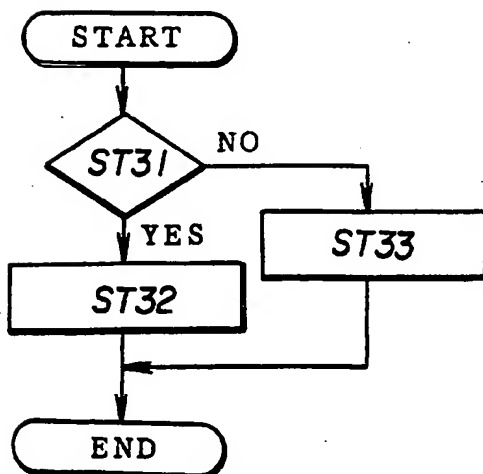 START
ST31
NO
YES
ST33
ST32
END